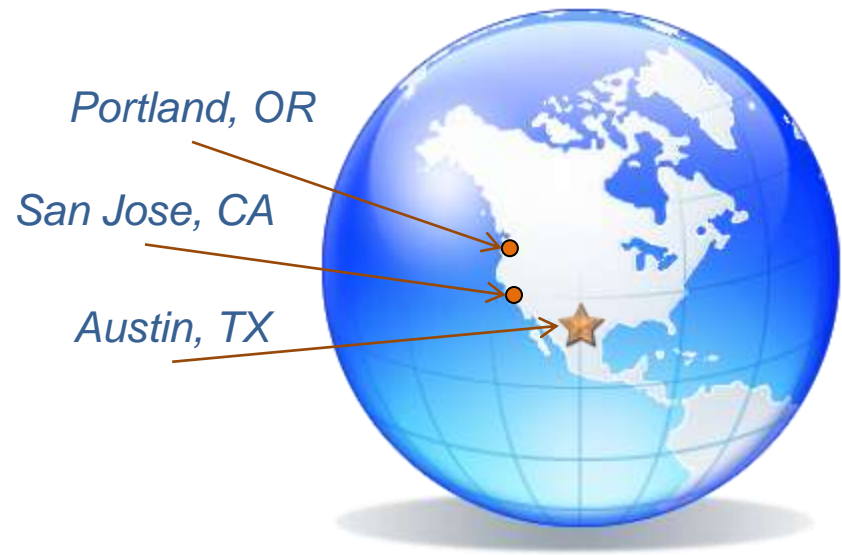 Portland, OR
San Jose, CA
Austin, TX